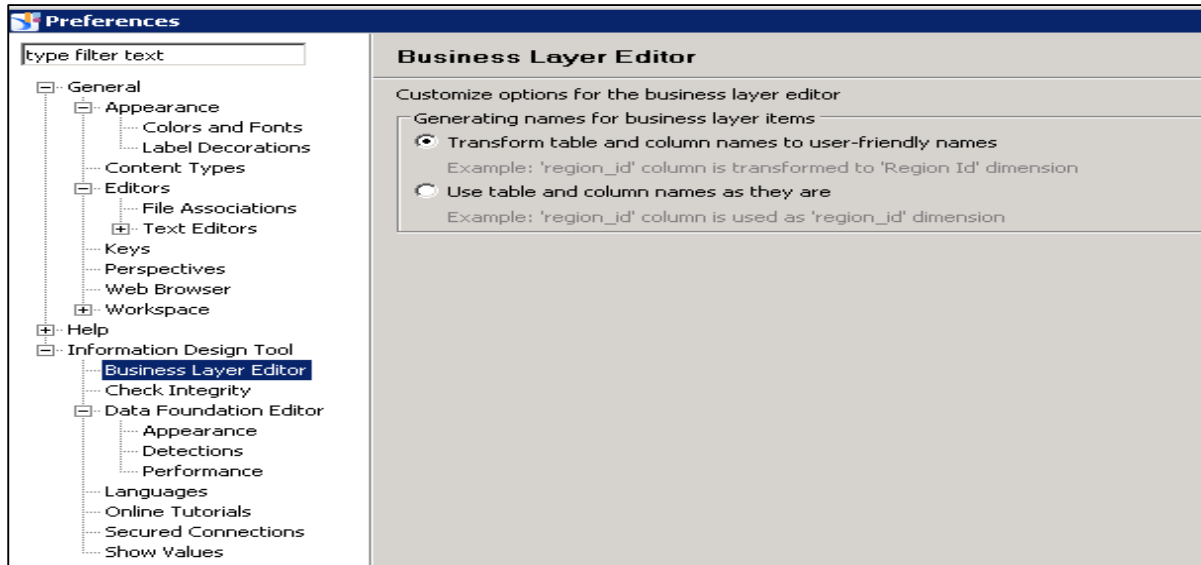 Preferences
type filter text
General
Appearance
Colors and Fonts
Label Decorations
Content Types
Editors
File Associations
Text Editors
Keys
Perspectives
Web Browser
Workspace
Help
Information Design Tool
Business Layer Editor
Check Integrity
Data Foundation Editor
Appearance
Detections
Performance
Languages
Online Tutorials
Secured Connections
Show Values
Business Layer Editor
Customize options for the business layer editor
Generating names for business layer items
Transform table and column names to user-friendly names
Example: 'region_id' column is transformed to 'Region Id' dimension
Use table and column names as they are
Example: 'region_id' column is used as 'region_id' dimension